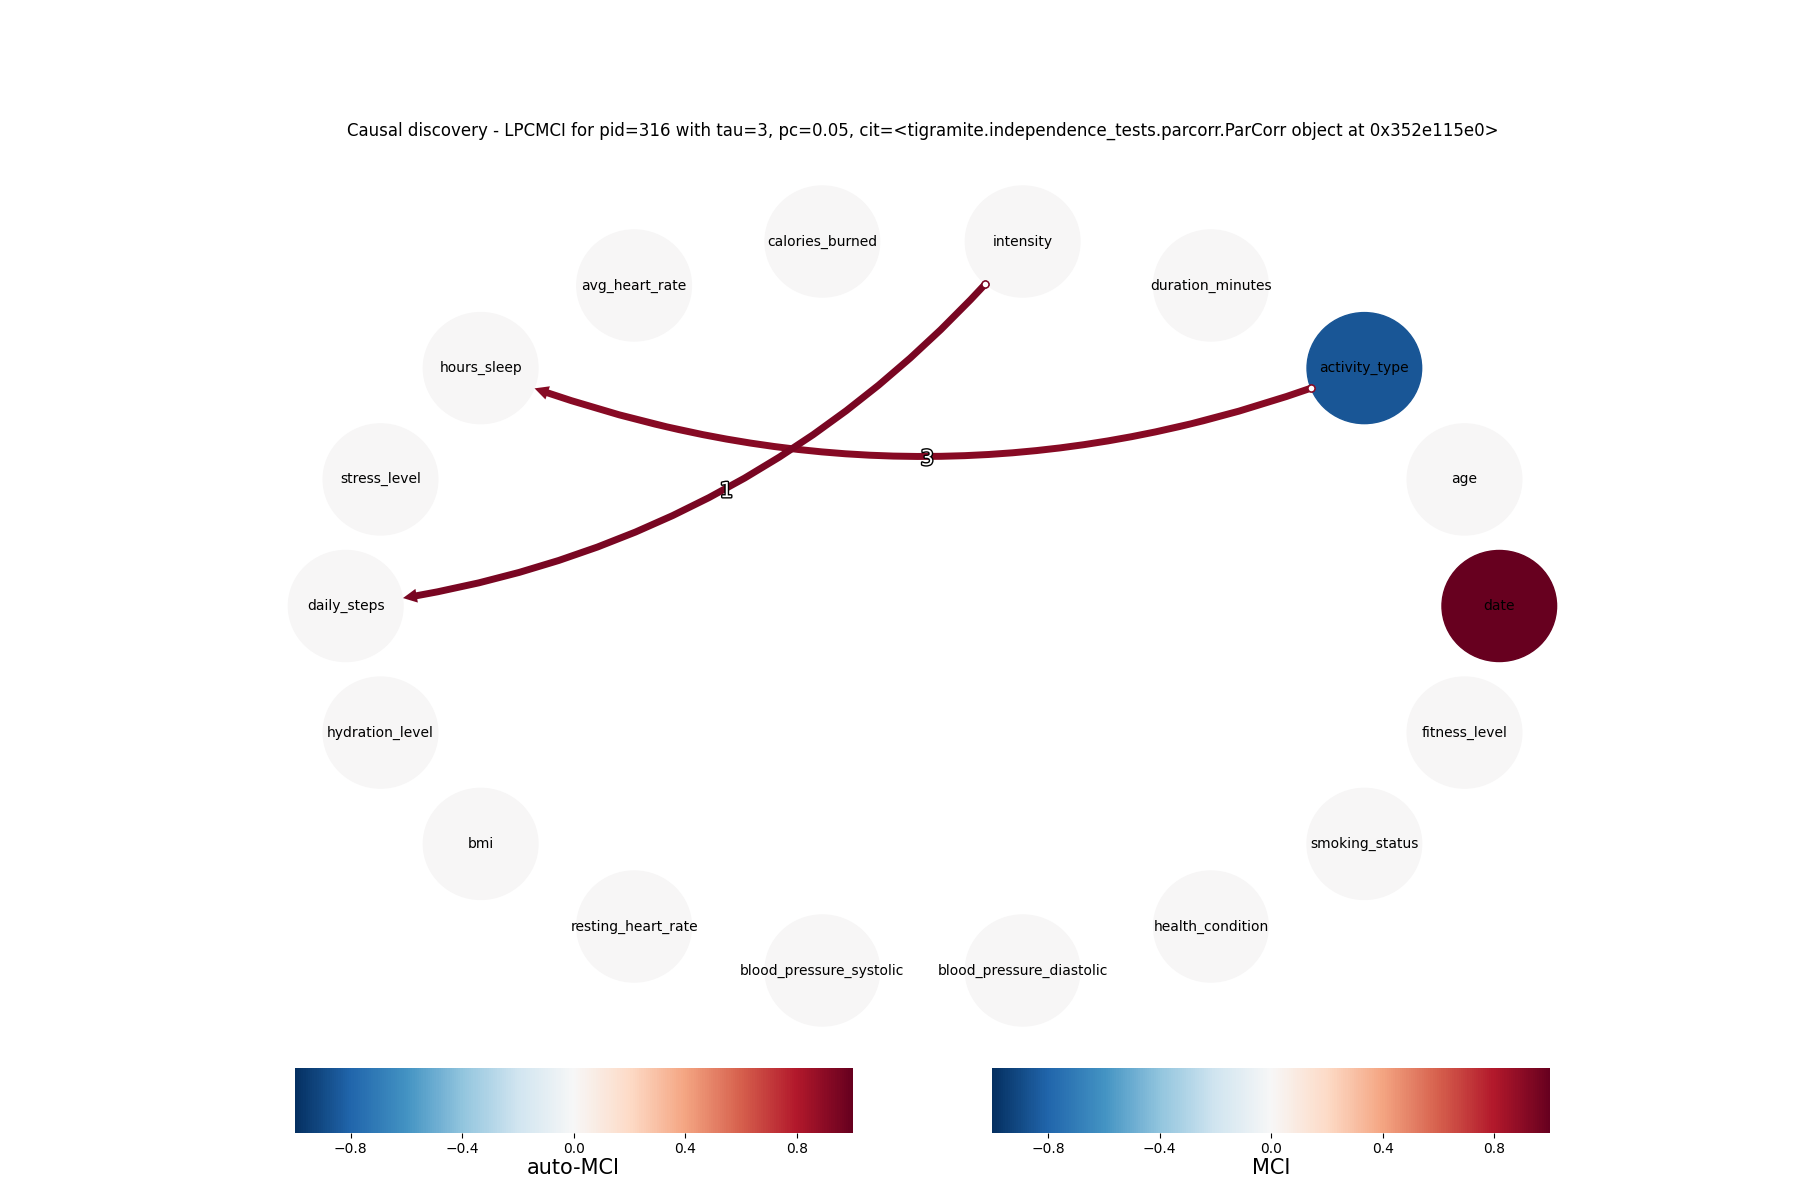 Causal discovery - LPCMCI for pid=316 with tau=3, pc=0.05, cit=<tigramite.independence_tests.parcorr.ParCorr object at 0x352e115e0>
calories_burned
intensity
avg_heart_rate
duration_minutes
hours_sleep
activity_type
3
stress_level
age
1
daily_steps
date
hydration_level
fitness_level
bmi
smoking_status
resting_heart_rate
health_condition
blood_pressure_systolic
blood_pressure_diastolic
−0.8 −0.4 0.0 0.4 0.8
auto-MCI
−0.8 −0.4 0.0 0.4 0.8
MCI